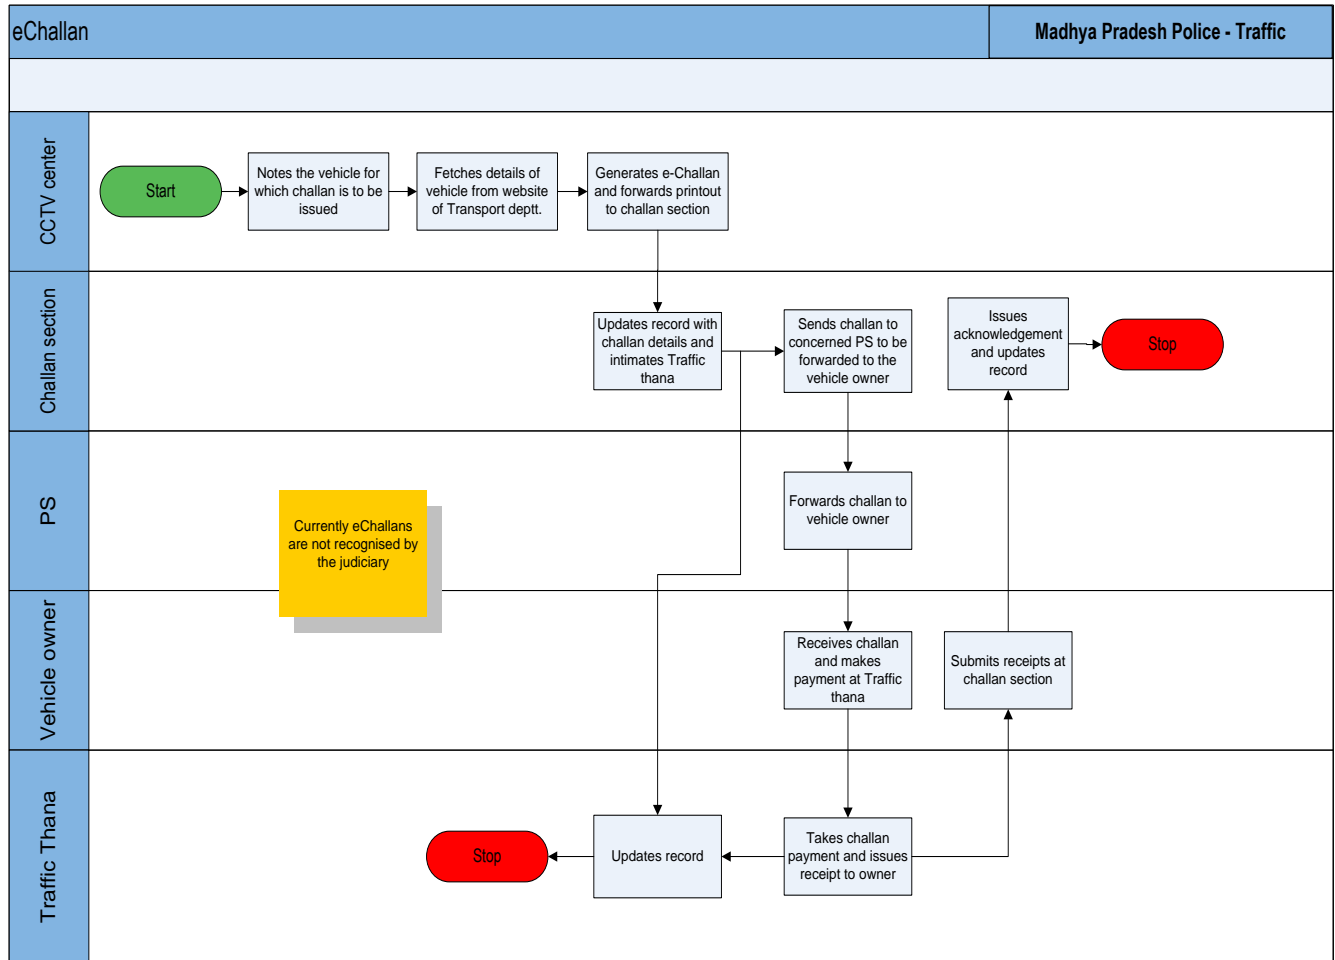 eChallan
Madhya Pradesh Police - Traffic
CCTV center
Start
Notes the vehicle for
which challan is to be
issued
Fetches details of
vehicle from website
of Transport deptt.
Generates e-Challan
and forwards printout
to challan section
Challan section
Updates record with
challan details and
intimates Traffic
thana
Sends challan to
concerned PS to be
forwarded to the
vehicle owner
Issues
acknowledgement
and updates
record
Stop
PS
Currently eChallans
are not recognised by
the judiciary
Forwards challan to
vehicle owner
Vehicle owner
Receives challan
and makes
payment at Traffic
thana
Submits receipts at
challan section
Traffic Thana
Stop
Updates record
Takes challan
payment and issues
receipt to owner